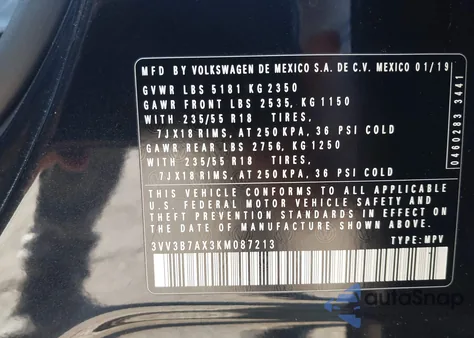 MFD BY VOLKSWAGEN DE MEXICO S.A. DE C.V. MEXICO 01/19
GVWR LBS 5181 KG 2350
GAWR FRONT LBS 2535, KG 1150
WITH 235/55 R18 TIRES,
7JX18 RIMS, AT 250 KPA, 36 PSI COLD
GAWR REAR LBS 2756, KG 1250
WITH 235/55 R18 TIRES,
7JX18 RIMS, AT 250 KPA, 36 PSI COLD
THIS VEHICLE CONFORMS TO ALL APPLICABLE
U.S. FEDERAL MOTOR VEHICLE SAFETY AND
THEFT PREVENTION STANDARDS IN EFFECT ON THE
DATE OF MANUFACTURE SHOWN ABOVE.
3VV3B7AX3KM087213 TYPE: MPV
0460283 3441
autoSnap